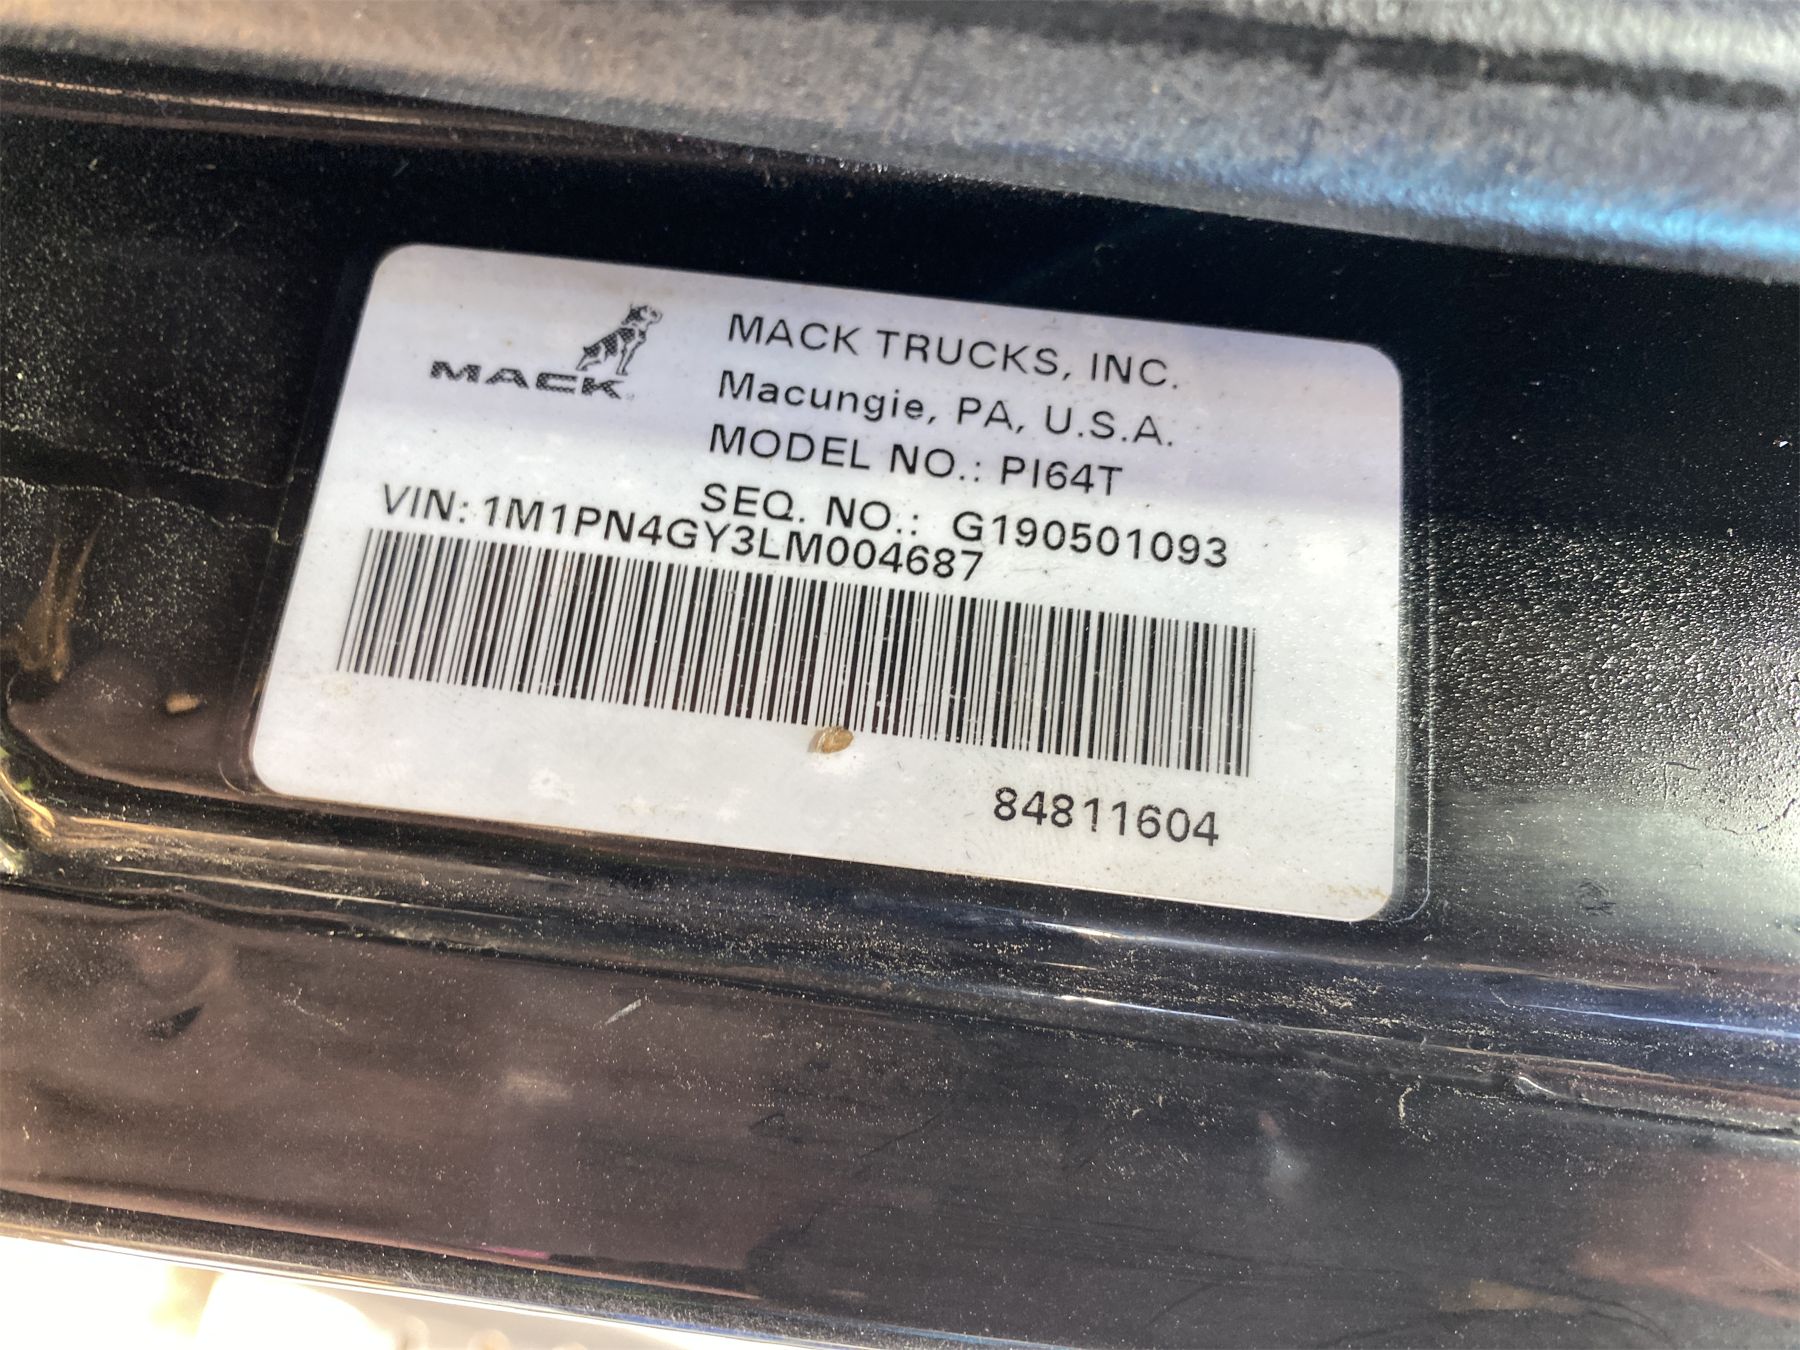 MACK
MACK TRUCKS, INC.
Macungie, PA, U.S.A.
MODEL NO.: PI64T
SEQ. NO.: G190501093
VIN: 1M1PN4GY3LM004687
84811604